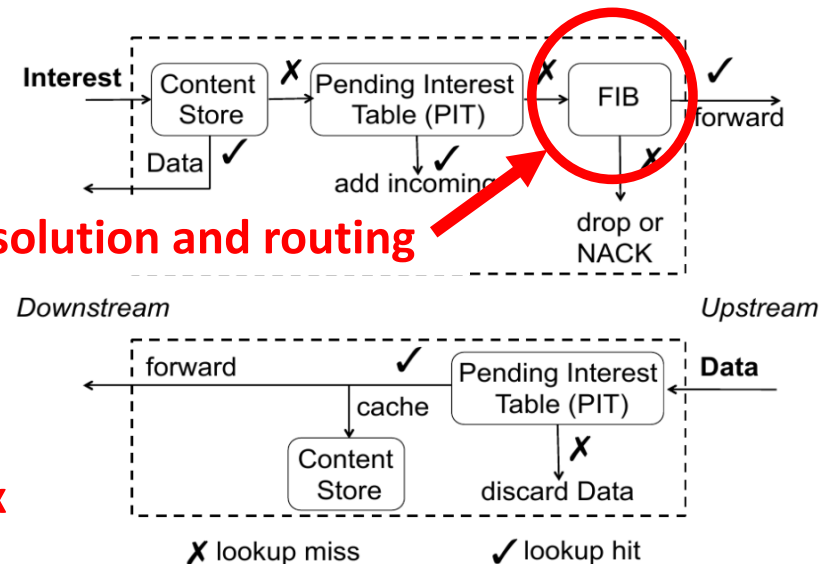 Interest
Content
Store
✗
Pending Interest
Table (PIT)
✗
FIB
✓
forward
Data
✓
✓
add incoming
✗
drop or
NACK
solution and routing
Downstream
Upstream
forward
✓
Pending Interest
Table (PIT)
Data
cache
✗
Content
Store
discard Data
✗ lookup miss
✓ lookup hit